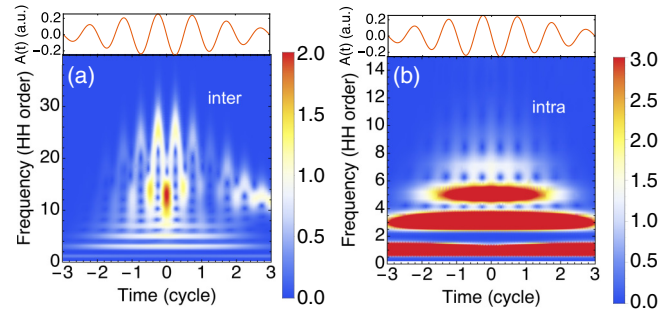 A(t) (a.u.)
0.2
0.0
−0.2
(a)
inter
Frequency (HH order)
30
20
10
0
−3 −2 −1 0 1 2 3
Time (cycle)
2.0
1.5
1.0
0.5
0.0
A(t) (a.u.)
0.2
0.0
−0.2
(b)
intra
Frequency (HH order)
14
12
10
8
6
4
2
0
−3 −2 −1 0 1 2 3
Time (cycle)
3.0
2.5
2.0
1.5
1.0
0.5
0.0